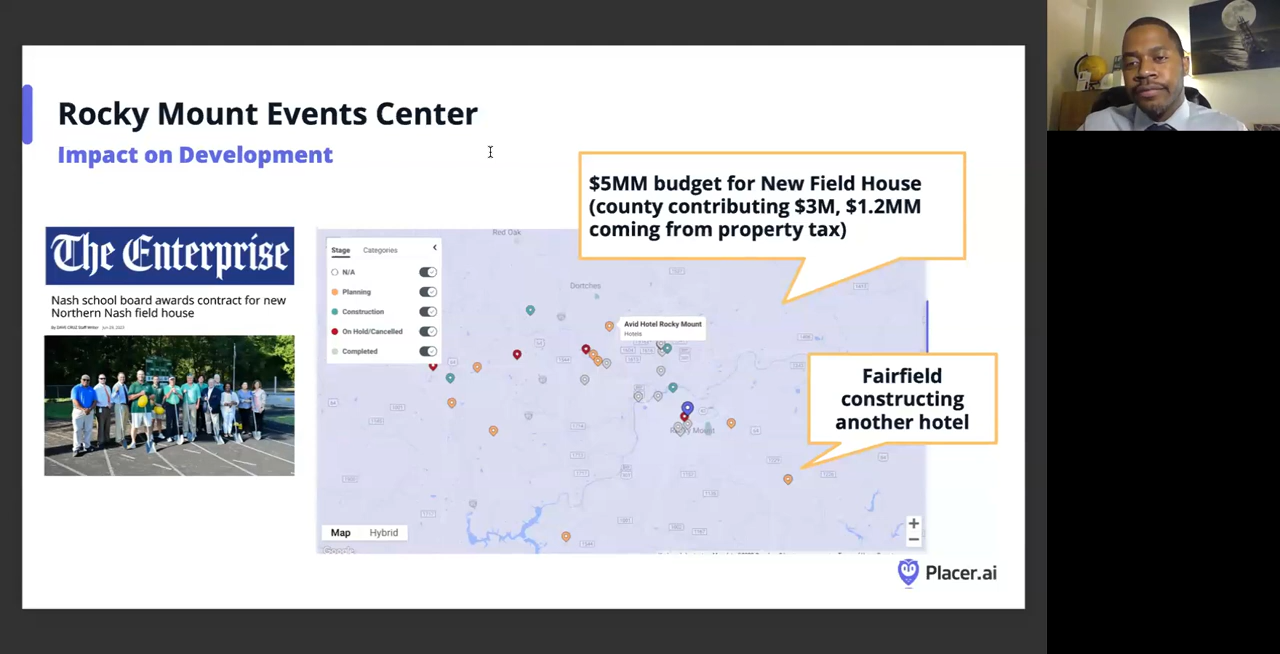 Rocky Mount Events Center
Impact on Development
$5MM budget for New Field House
(county contributing $3M, $1.2MM
coming from property tax)
The Enterprise
Nash school board awards contract for new
Northern Nash field house
Stage
Categories
N/A
Planning
Construction
On Hold/Cancelled
Completed
Red Oak
Dortches
Avid Hotel Rocky Mount
Hotels
Rocky Mount
Fairfield
constructing
another hotel
Map
Hybrid
Google
Placer.ai